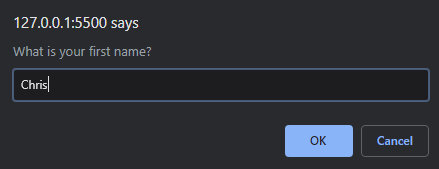 127.0.0.1:5500 says
What is your first name?
Chris
OK Cancel